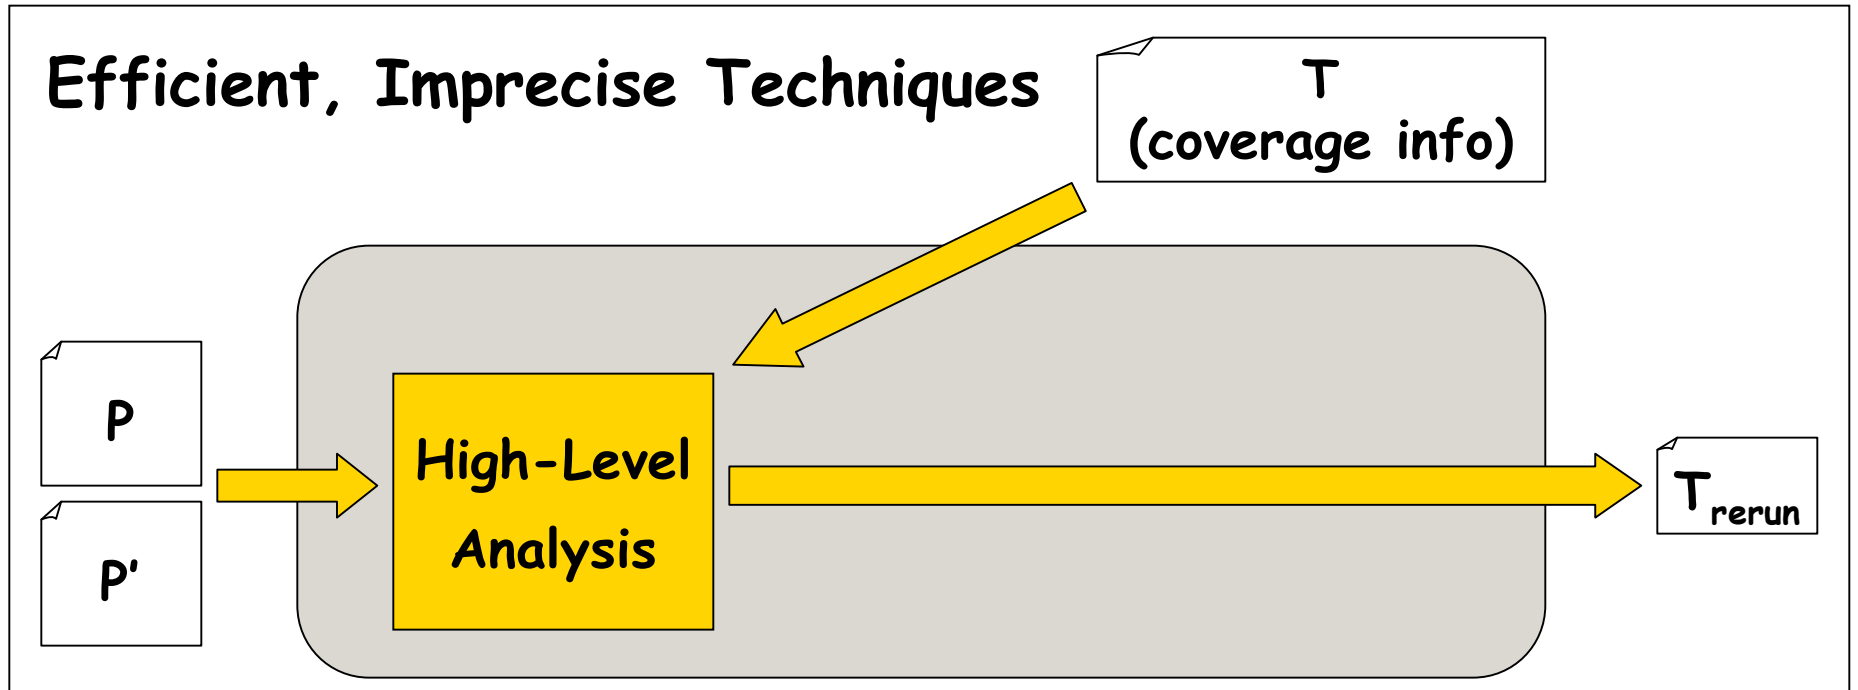 Efficient, Imprecise Techniques
T
(coverage info)
P
P'
High-Level
Analysis
Trerun